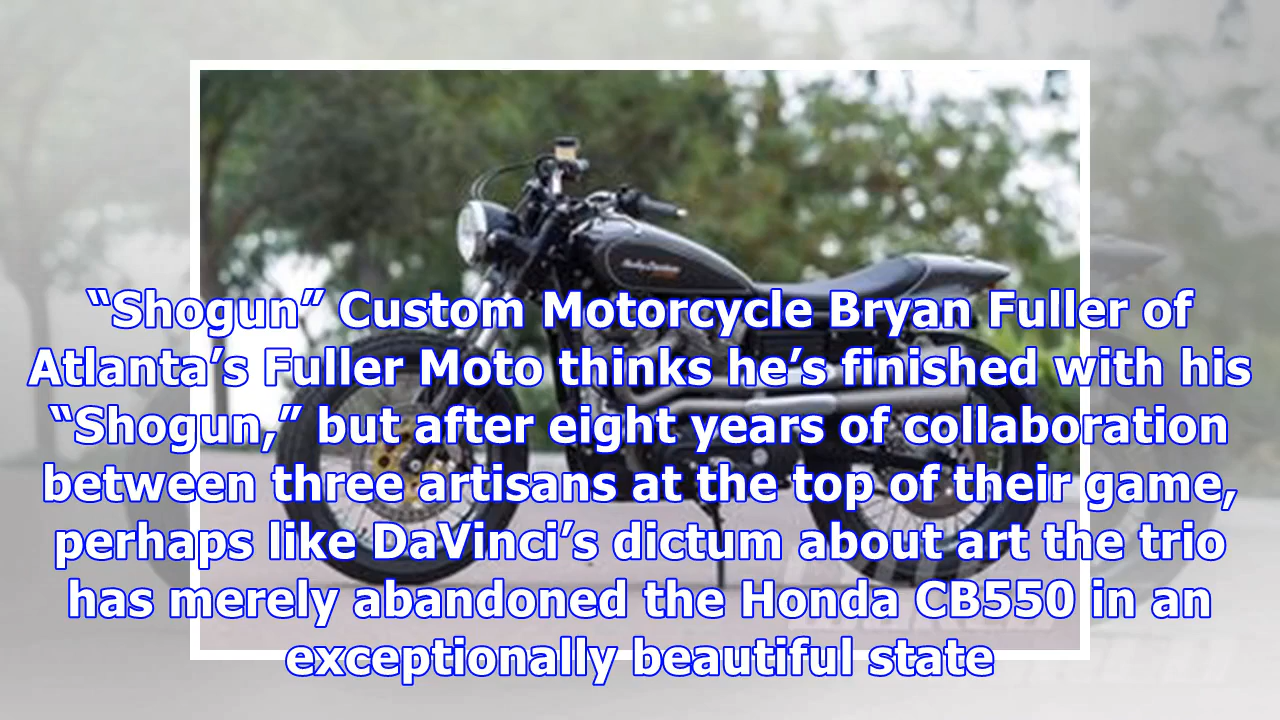 “Shogun” Custom Motorcycle Bryan Fuller of
Atlanta’s Fuller Moto thinks he’s finished with his
“Shogun,” but after eight years of collaboration
between three artisans at the top of their game,
perhaps like DaVinci’s dictum about art the trio
has merely abandoned the Honda CB550 in an
exceptionally beautiful state
Harley-Davidson